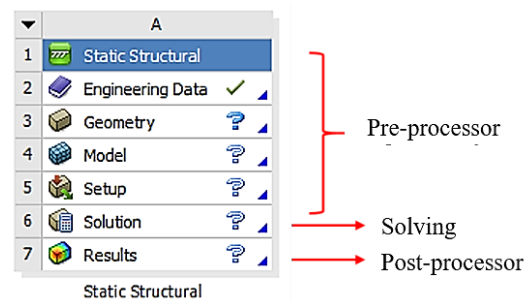 A
1 Static Structural
2 Engineering Data
3 Geometry
4 Model
5 Setup
6 Solution
7 Results
Static Structural
Pre-processor
Solving
Post-processor